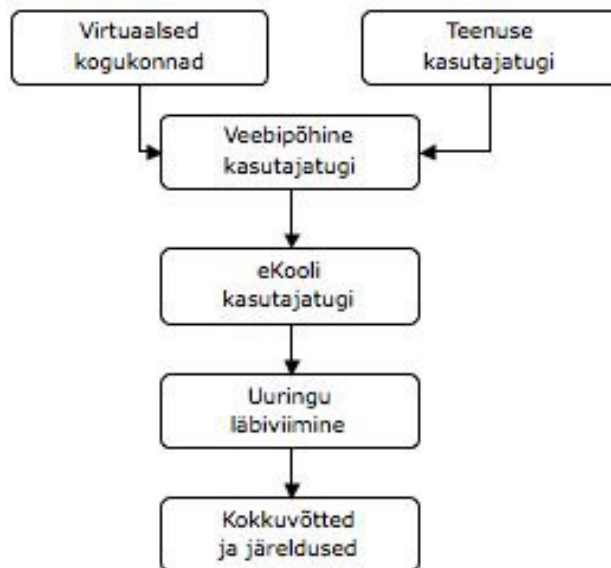 Virtuaalsed
kogukonnad
Teenuse
kasutajatugi
Veebipõhine
kasutajatugi
eKooli
kasutajatugi
Uuringu
läbiviimine
Kokkuvõtted
ja järeldused